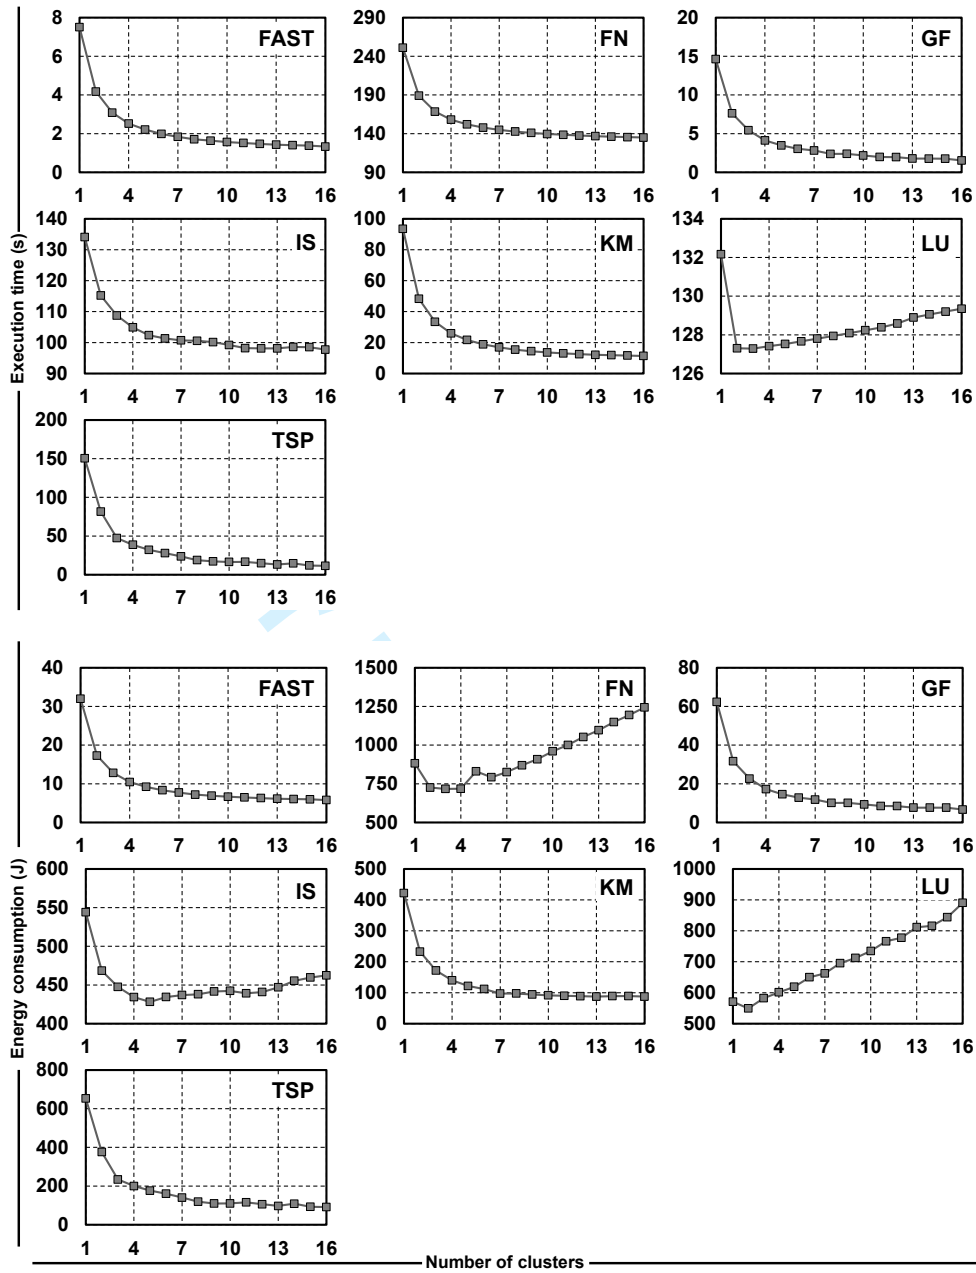 Execution time (s)
FAST
8
6
4
2
0
1 4 7 10 13 16
FN
290
240
190
140
90
1 4 7 10 13 16
GF
20
15
10
5
0
1 4 7 10 13 16
IS
140
130
120
110
100
90
1 4 7 10 13 16
KM
100
80
60
40
20
0
1 4 7 10 13 16
LU
134
132
130
128
126
1 4 7 10 13 16
TSP
200
150
100
50
0
1 4 7 10 13 16
Energy consumption (J)
FAST
40
30
20
10
0
1 4 7 10 13 16
FN
1500
1250
1000
750
500
1 4 7 10 13 16
GF
80
60
40
20
0
1 4 7 10 13 16
IS
600
550
500
450
400
1 4 7 10 13 16
KM
500
400
300
200
100
0
1 4 7 10 13 16
LU
1000
900
800
700
600
500
1 4 7 10 13 16
TSP
800
600
400
200
0
1 4 7 10 13 16
Number of clusters